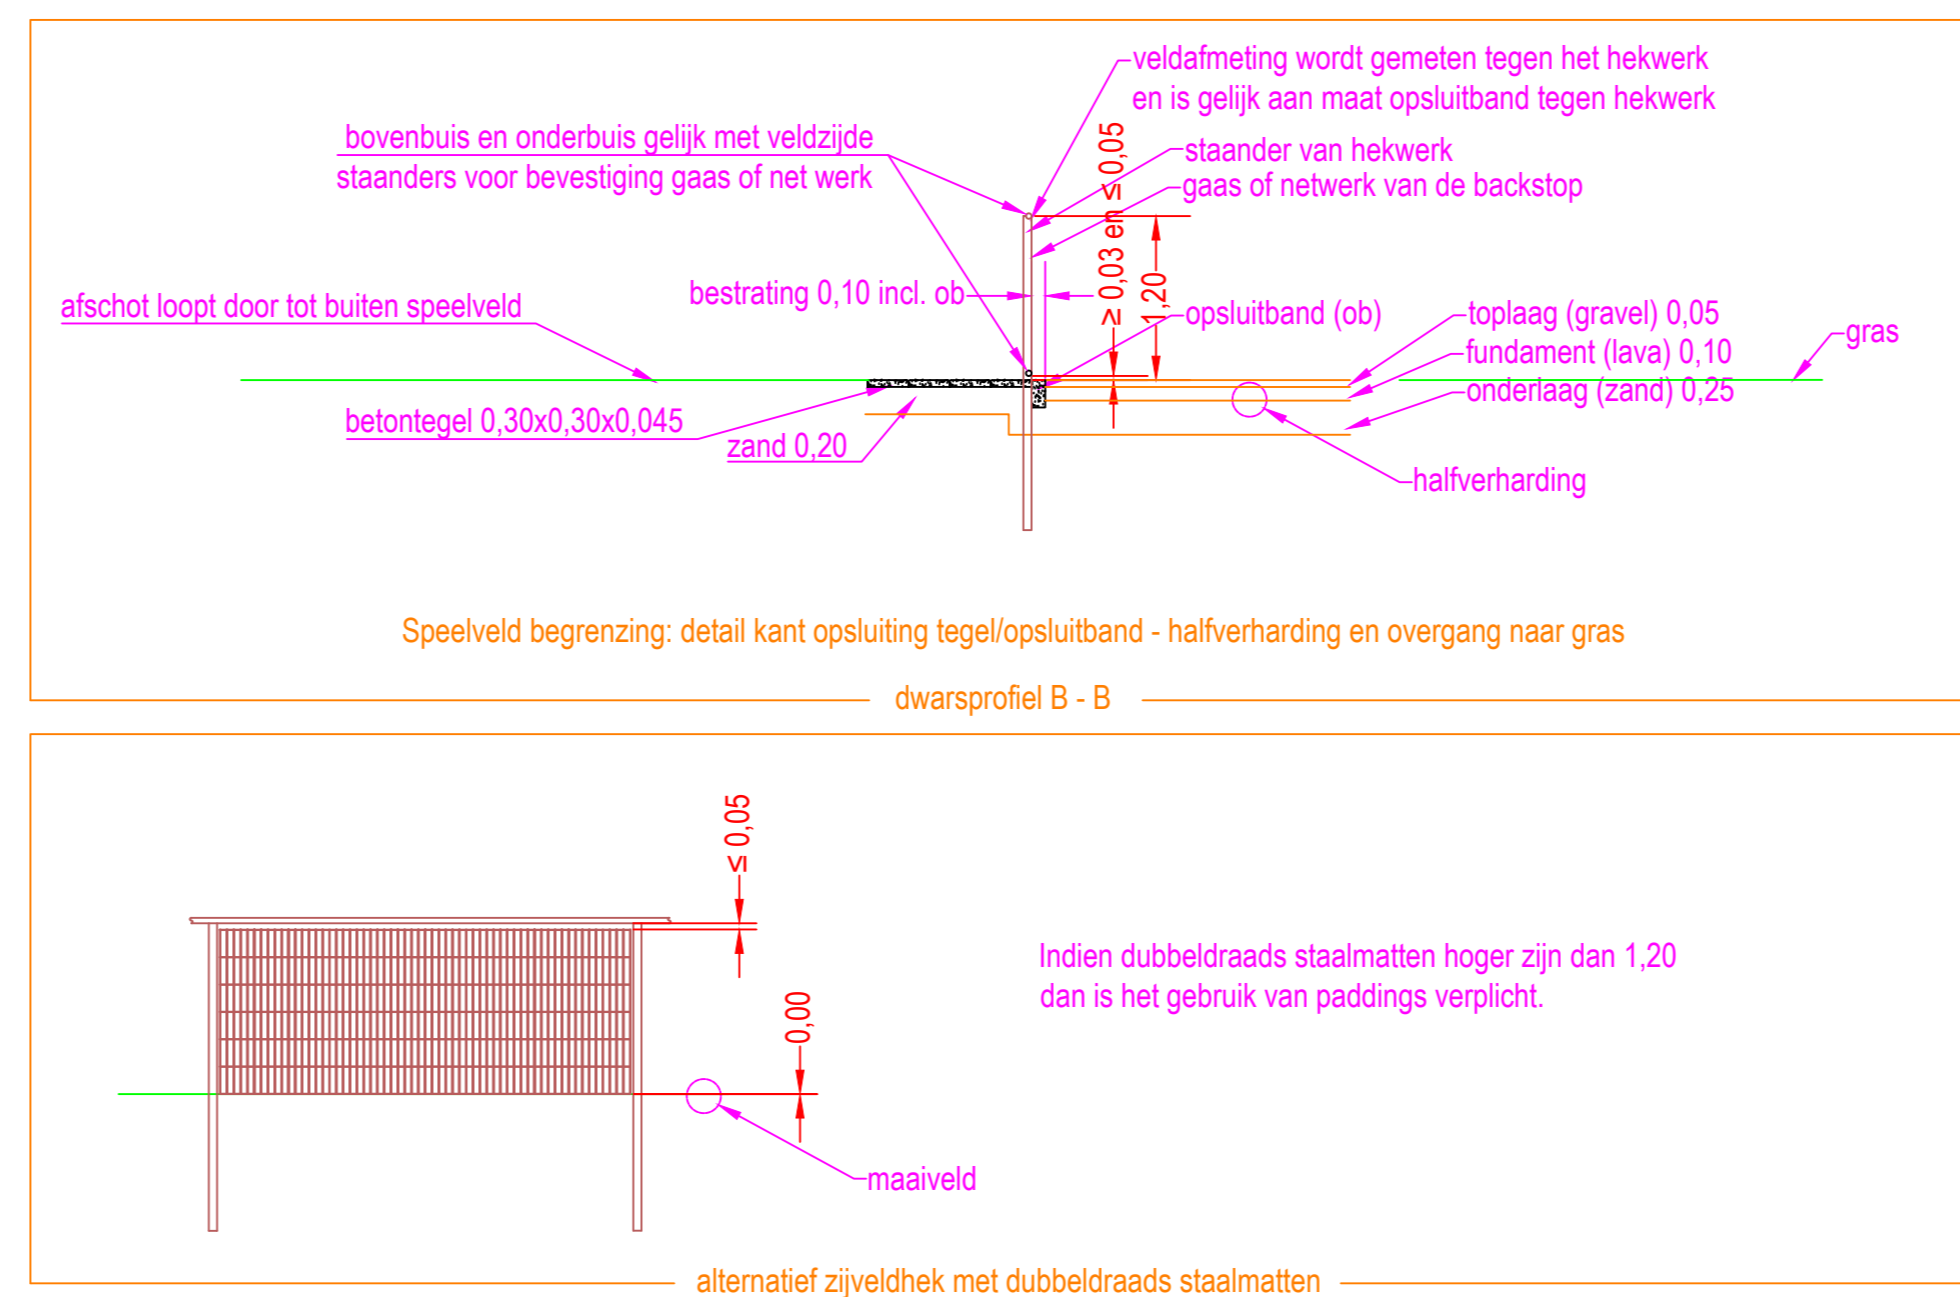 veldafmeting wordt gemeten tegen het hekwerk
en is gelijk aan maat opsluitband tegen hekwerk
bovenbuis en onderbuis gelijk met veldzijde
staanders voor bevestiging gaas of net werk
staander van hekwerk
gaas of netwerk van de backstop
≥ 0,03 en ≤ 0,05
1,20
bestrating 0,10 incl. ob
afschot loopt door tot buiten speelveld
opsluitband (ob)
toplaag (gravel) 0,05
fundament (lava) 0,10
onderlaag (zand) 0,25
gras
betontegel 0,30x0,30x0,045
zand 0,20
halfverharding
Speelveld begrenzing: detail kant opsluiting tegel/opsluitband - halfverharding en overgang naar gras
dwarsprofiel B - B
≤ 0,05
0,00
Indien dubbeldraads staalmatten hoger zijn dan 1,20
dan is het gebruik van paddings verplicht.
maaiveld
alternatief zijveldhek met dubbeldraads staalmatten